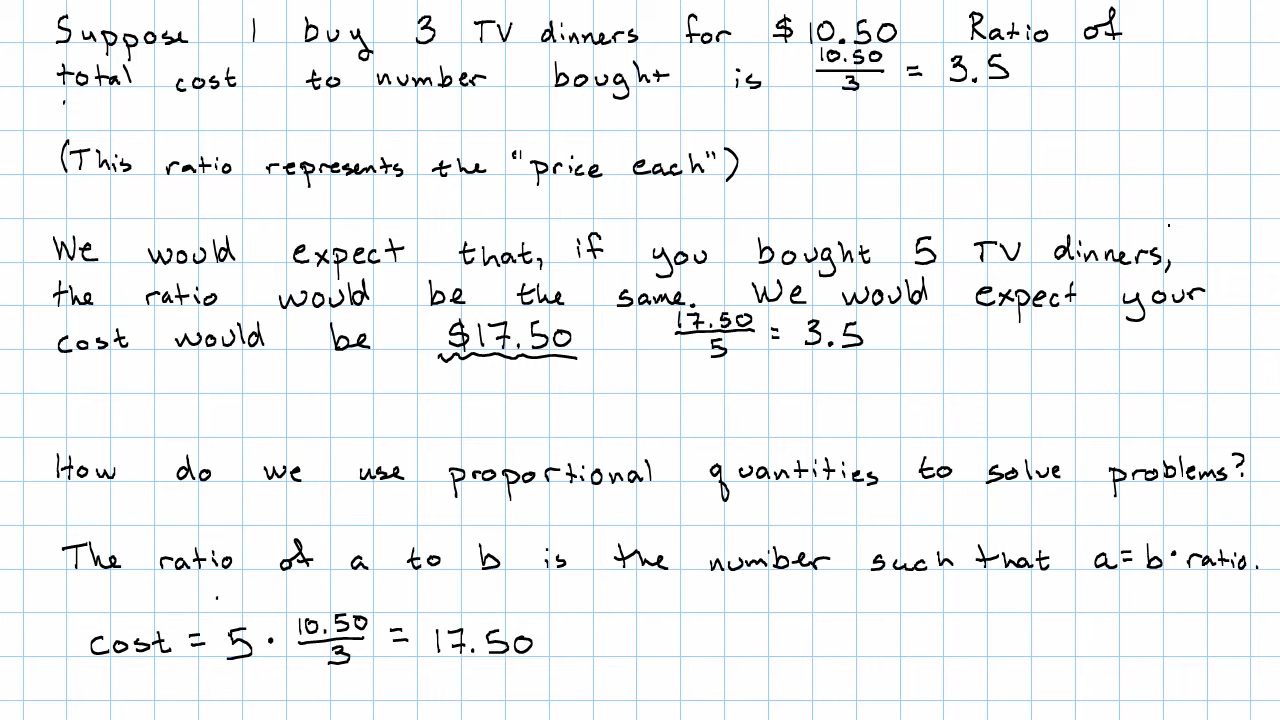 Suppose I buy 3 TV dinners for $10.50 Ratio of
total cost to number bought is 10.50/3 = 3.5
(This ratio represents the "price each")
We would expect that, if you bought 5 TV dinners,
the ratio would be the same. We would expect your
cost would be $17.50 17.50/5 = 3.5
How do we use proportional quantities to solve problems?
The ratio of a to b is the number such that a = b · ratio.
cost = 5 · 10.50/3 = 17.50